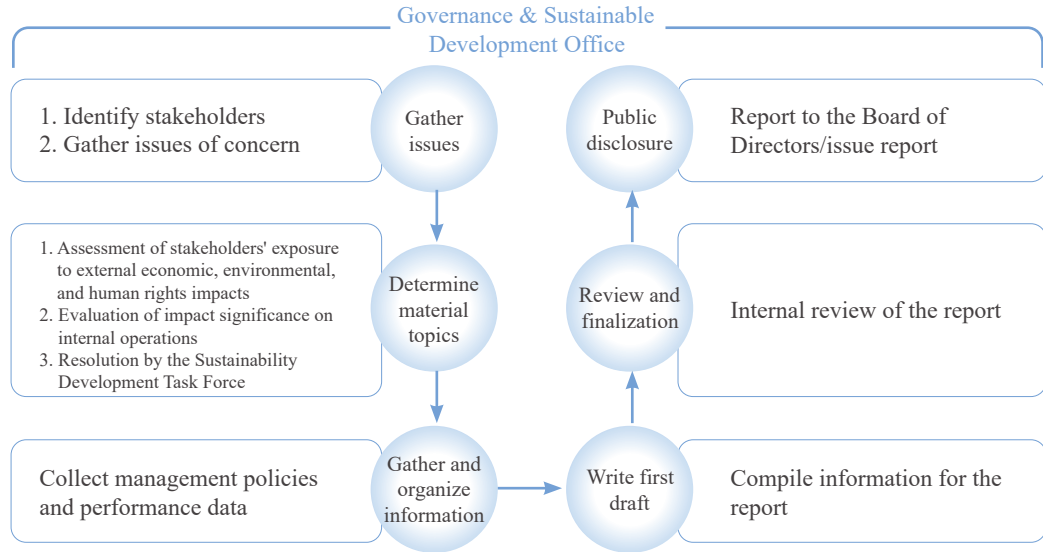 Governance & Sustainable
Development Office
1. Identify stakeholders
2. Gather issues of concern
Gather
issues
1. Assessment of stakeholders' exposure
to external economic, environmental,
and human rights impacts
2. Evaluation of impact significance on
internal operations
3. Resolution by the Sustainability
Development Task Force
Determine
material
topics
Collect management policies
and performance data
Gather and
organize
information
Write first
draft
Compile information for the
report
Review and
finalization
Internal review of the report
Public
disclosure
Report to the Board of
Directors/issue report